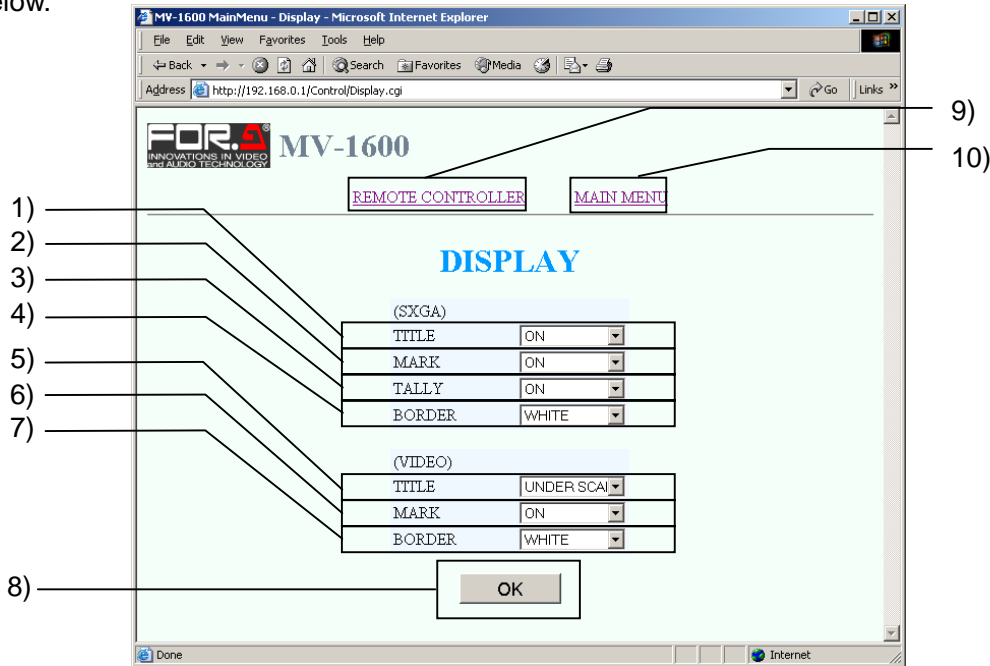 elow.
MV-1600 MainMenu - Display - Microsoft Internet Explorer
File Edit View Favorites Tools Help
Back Search Favorites Media
Address http://192.168.0.1/Control/Display.cgi Go Links »
FOR.A®
INNOVATIONS IN VIDEO
and AUDIO TECHNOLOGY
MV-1600
REMOTE CONTROLLER MAIN MENU
9)
10)
DISPLAY
(SXGA)
1) TITLE ON
2) MARK ON
3) TALLY ON
4) BORDER WHITE
(VIDEO)
5) TITLE UNDER SCAN
6) MARK ON
7) BORDER WHITE
8) OK
Done Internet